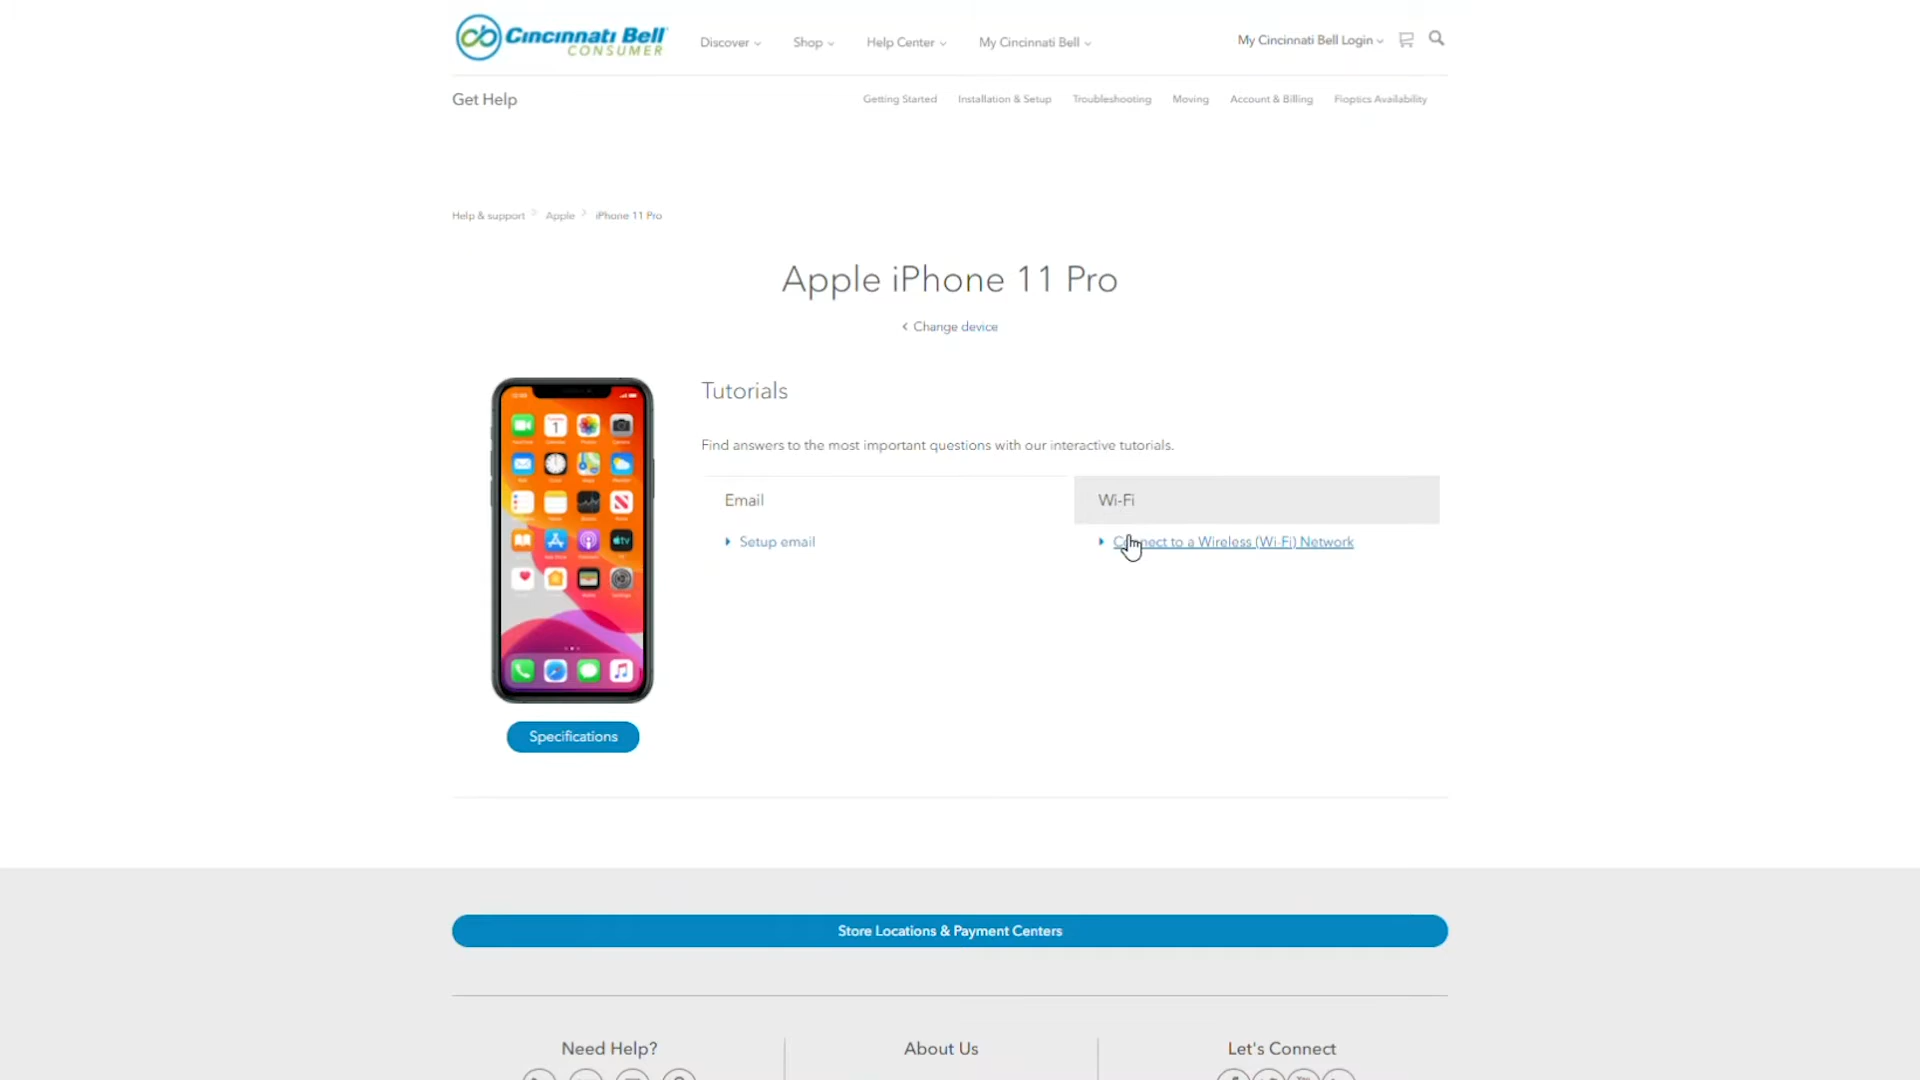 Cincinnati Bell
CONSUMER
Discover
Shop
Help Center
My Cincinnati Bell
My Cincinnati Bell Login
Get Help
Getting Started
Installation & Setup
Troubleshooting
Moving
Account & Billing
Fioptics Availability
Help & support
Apple
iPhone 11 Pro
Apple iPhone 11 Pro
Change device
Tutorials
Find answers to the most important questions with our interactive tutorials.
Email
Wi-Fi
Setup email
Connect to a Wireless (Wi-Fi) Network
Specifications
Store Locations & Payment Centers
Need Help?
About Us
Let's Connect